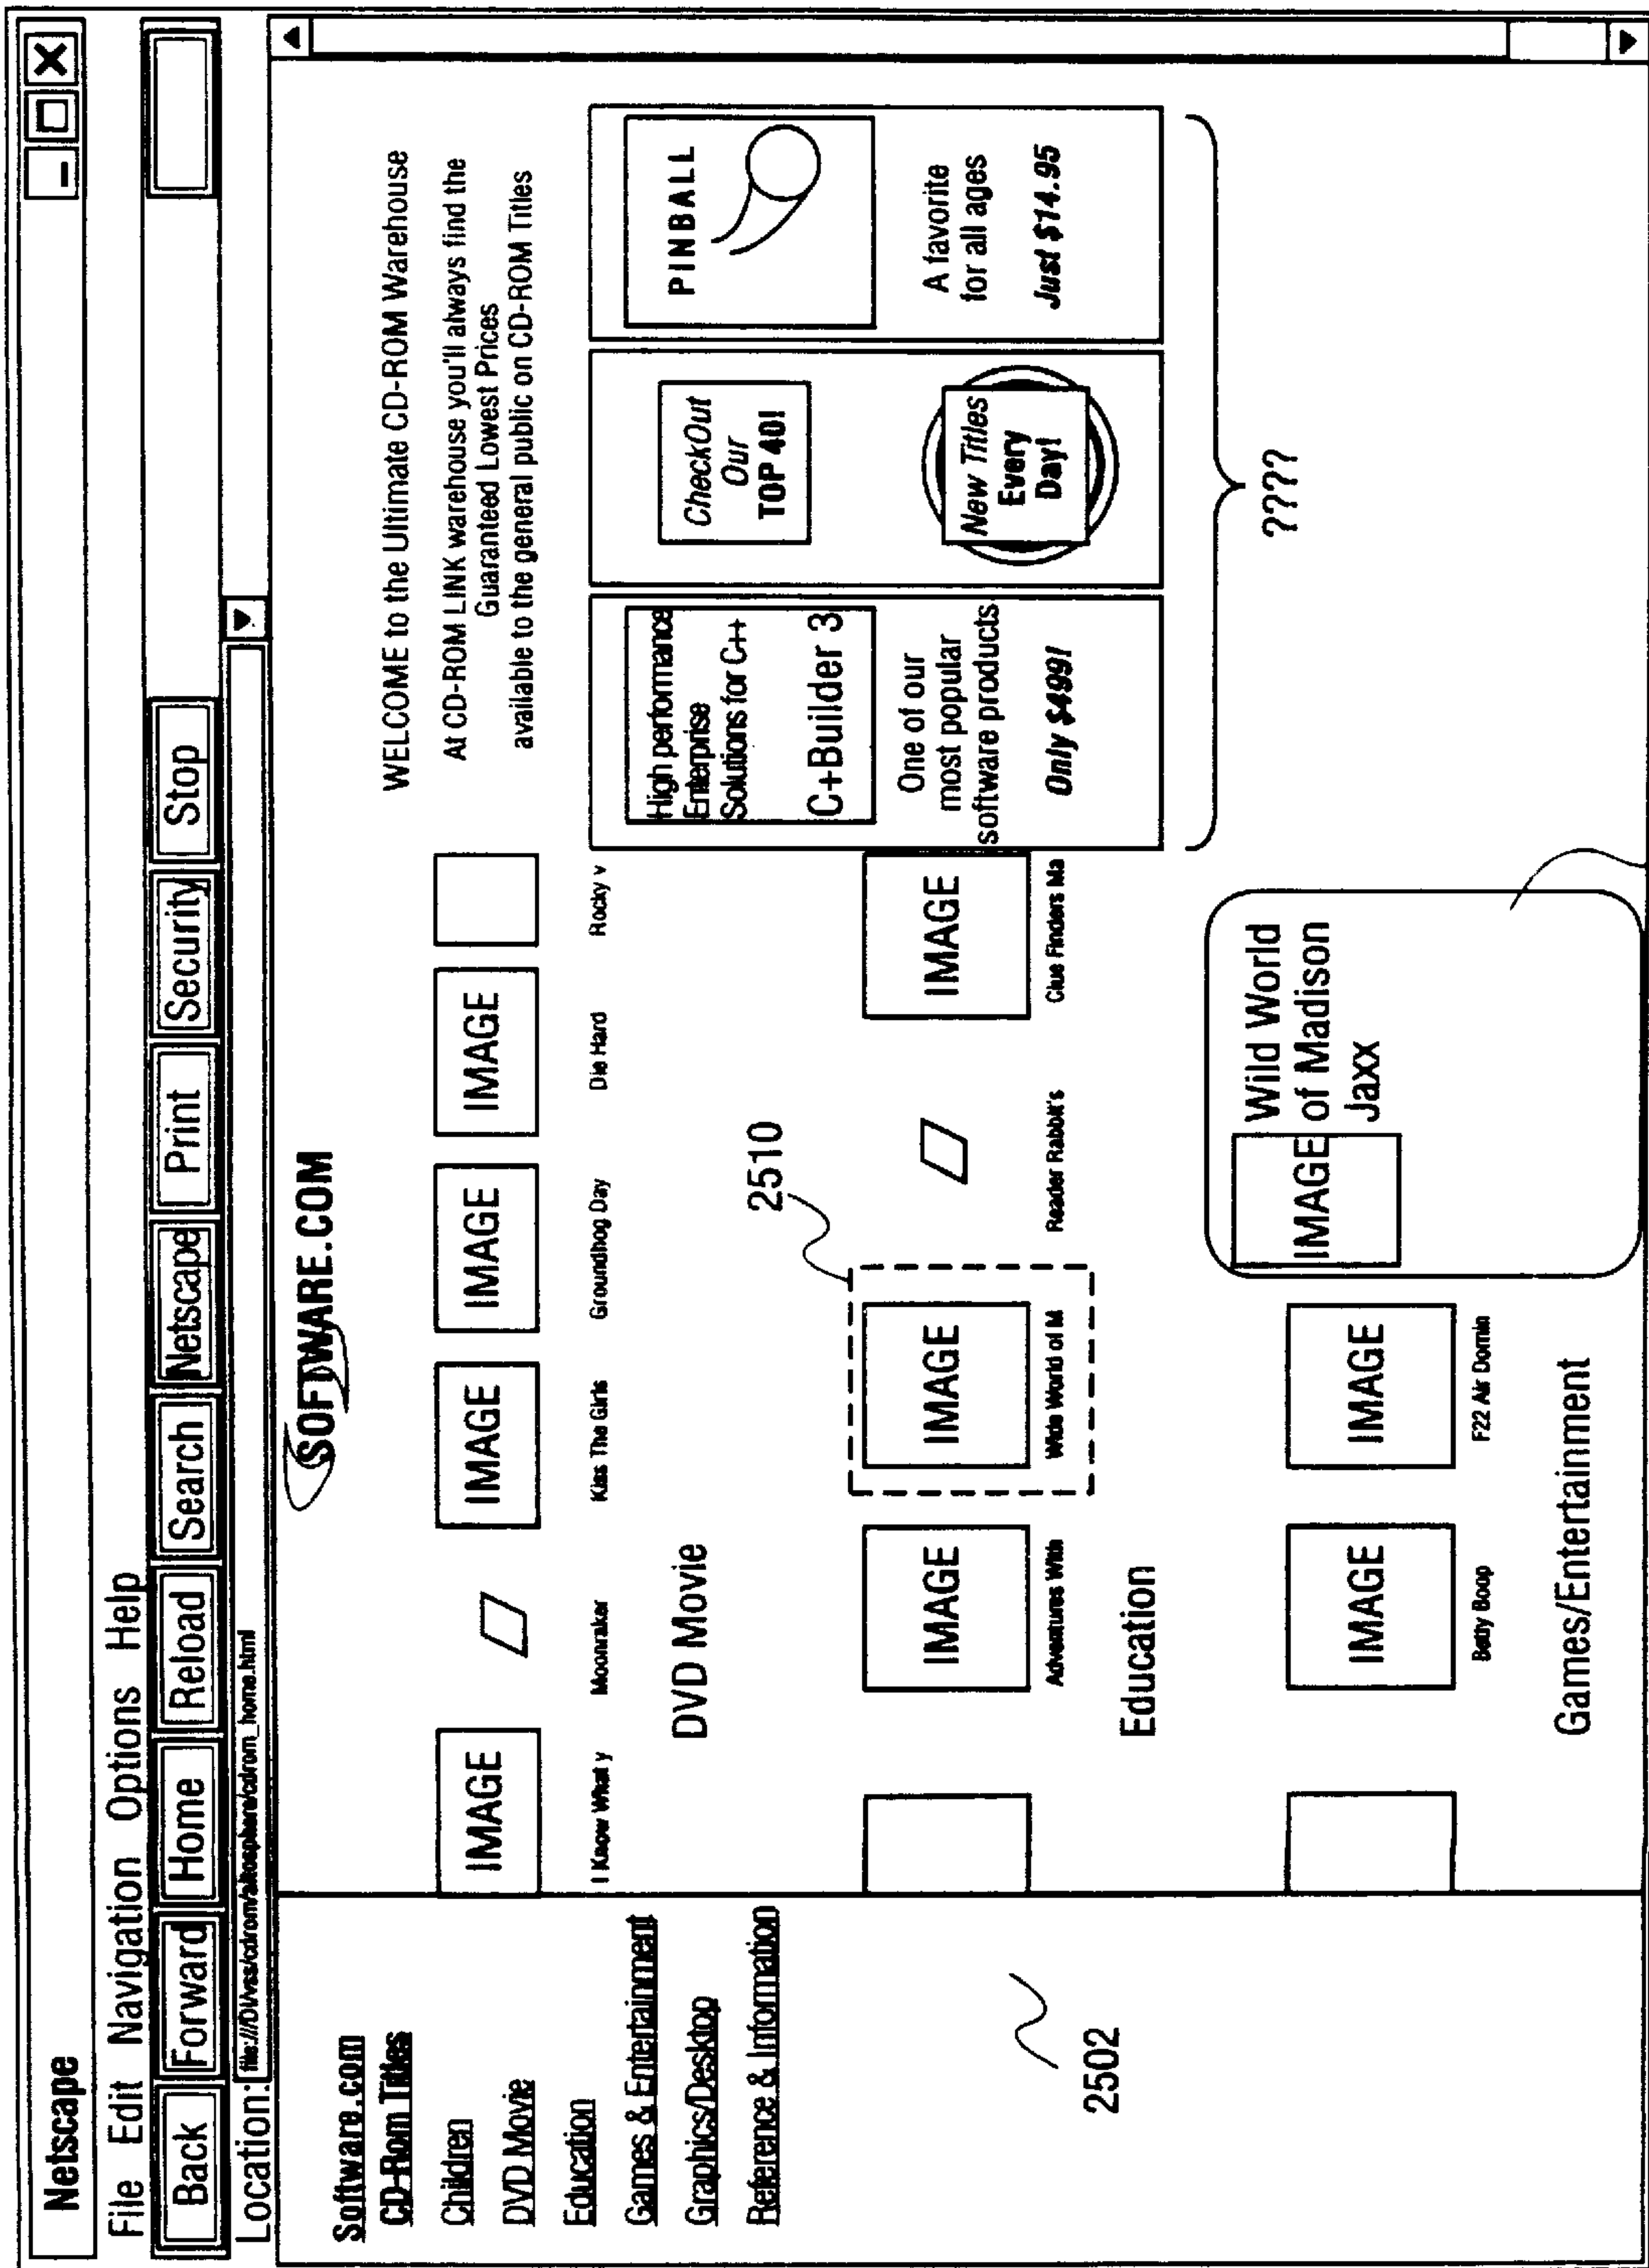 Netscape
File Edit Navigation Options Help
Back Forward Home Reload Search Netscape Print Security Stop
Location: file:///D|/vss/cdrom/altosphere/cdrom_home.html
Software.com
CD-Rom Titles
Children
DVD Movie
Education
Games & Entertainment
Graphics/Desktop
Reference & Information
2502
SOFTWARE.COM
IMAGE IMAGE IMAGE IMAGE
I Know What y Moonraker Kiss The Girls Groundhog Day Die Hard Rocky v
DVD Movie
2510
IMAGE IMAGE IMAGE
Adventures With Wide World of M Reader Rabbit's Clue Finders Ma
Education
IMAGE IMAGE
Betty Boop F22 Air Domin
Games/Entertainment
IMAGE
Wild World
of Madison
Jaxx
WELCOME to the Ultimate CD-ROM Warehouse
At CD-ROM LINK warehouse you'll always find the
Guaranteed Lowest Prices
available to the general public on CD-ROM Titles
High performance
Enterprise
Solutions for C++
C+Builder 3
One of our
most popular
software products
Only $499!
CheckOut
Our
TOP 40!
New Titles
Every
Day!
PINBALL
A favorite
for all ages
Just $14.95
????